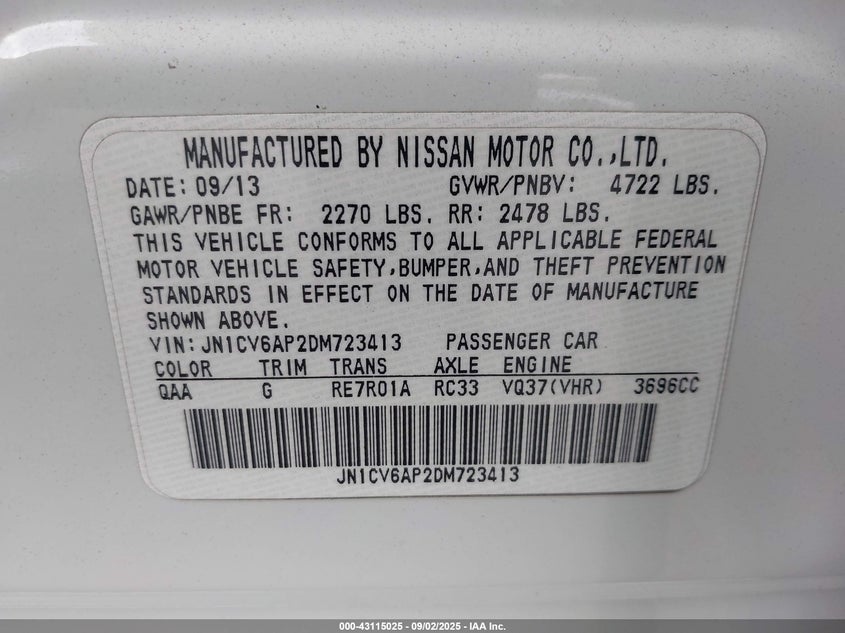 MANUFACTURED BY NISSAN MOTOR CO.,LTD.
DATE: 09/13 GVWR/PNBV: 4722 LBS.
GAWR/PNBE FR: 2270 LBS. RR: 2478 LBS.
THIS VEHICLE CONFORMS TO ALL APPLICABLE FEDERAL
MOTOR VEHICLE SAFETY,BUMPER,AND THEFT PREVENTION
STANDARDS IN EFFECT ON THE DATE OF MANUFACTURE
SHOWN ABOVE.
VIN: JN1CV6AP2DM723413 PASSENGER CAR
COLOR TRIM TRANS AXLE ENGINE
QAA G RE7R01A RC33 VQ37(VHR) 3696CC
JN1CV6AP2DM723413
000-43115025 - 09/02/2025 - IAA Inc.